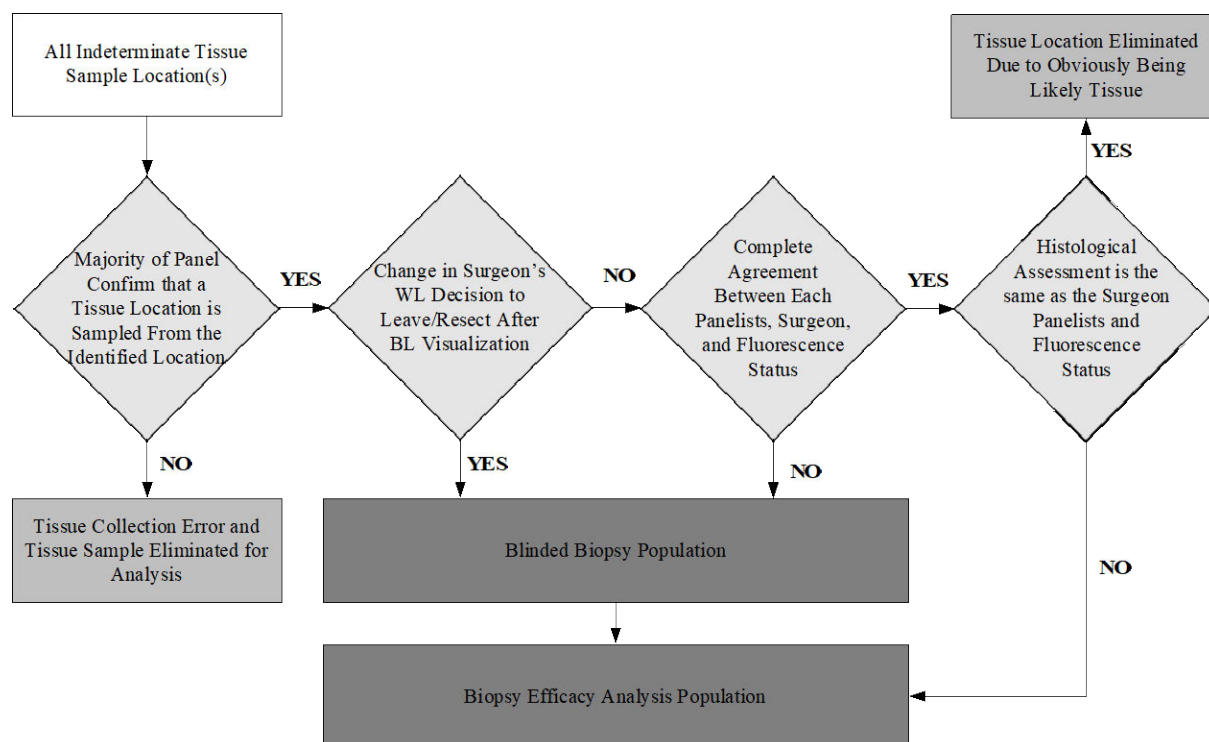 All Indeterminate Tissue
Sample Location(s)
Tissue Location Eliminated
Due to Obviously Being
Likely Tissue
YES
Majority of Panel
Confirm that a
Tissue Location is
Sampled From the
Identified Location
YES
Change in Surgeon's
WL Decision to
Leave/Resect After
BL Visualization
NO
Complete
Agreement
Between Each
Panelists, Surgeon,
and Fluorescence
Status
YES
Histological
Assessment is the
same as the Surgeon
Panelists and
Fluorescence
Status
NO
YES
NO
NO
Tissue Collection Error and
Tissue Sample Eliminated for
Analysis
Blinded Biopsy Population
Biopsy Efficacy Analysis Population